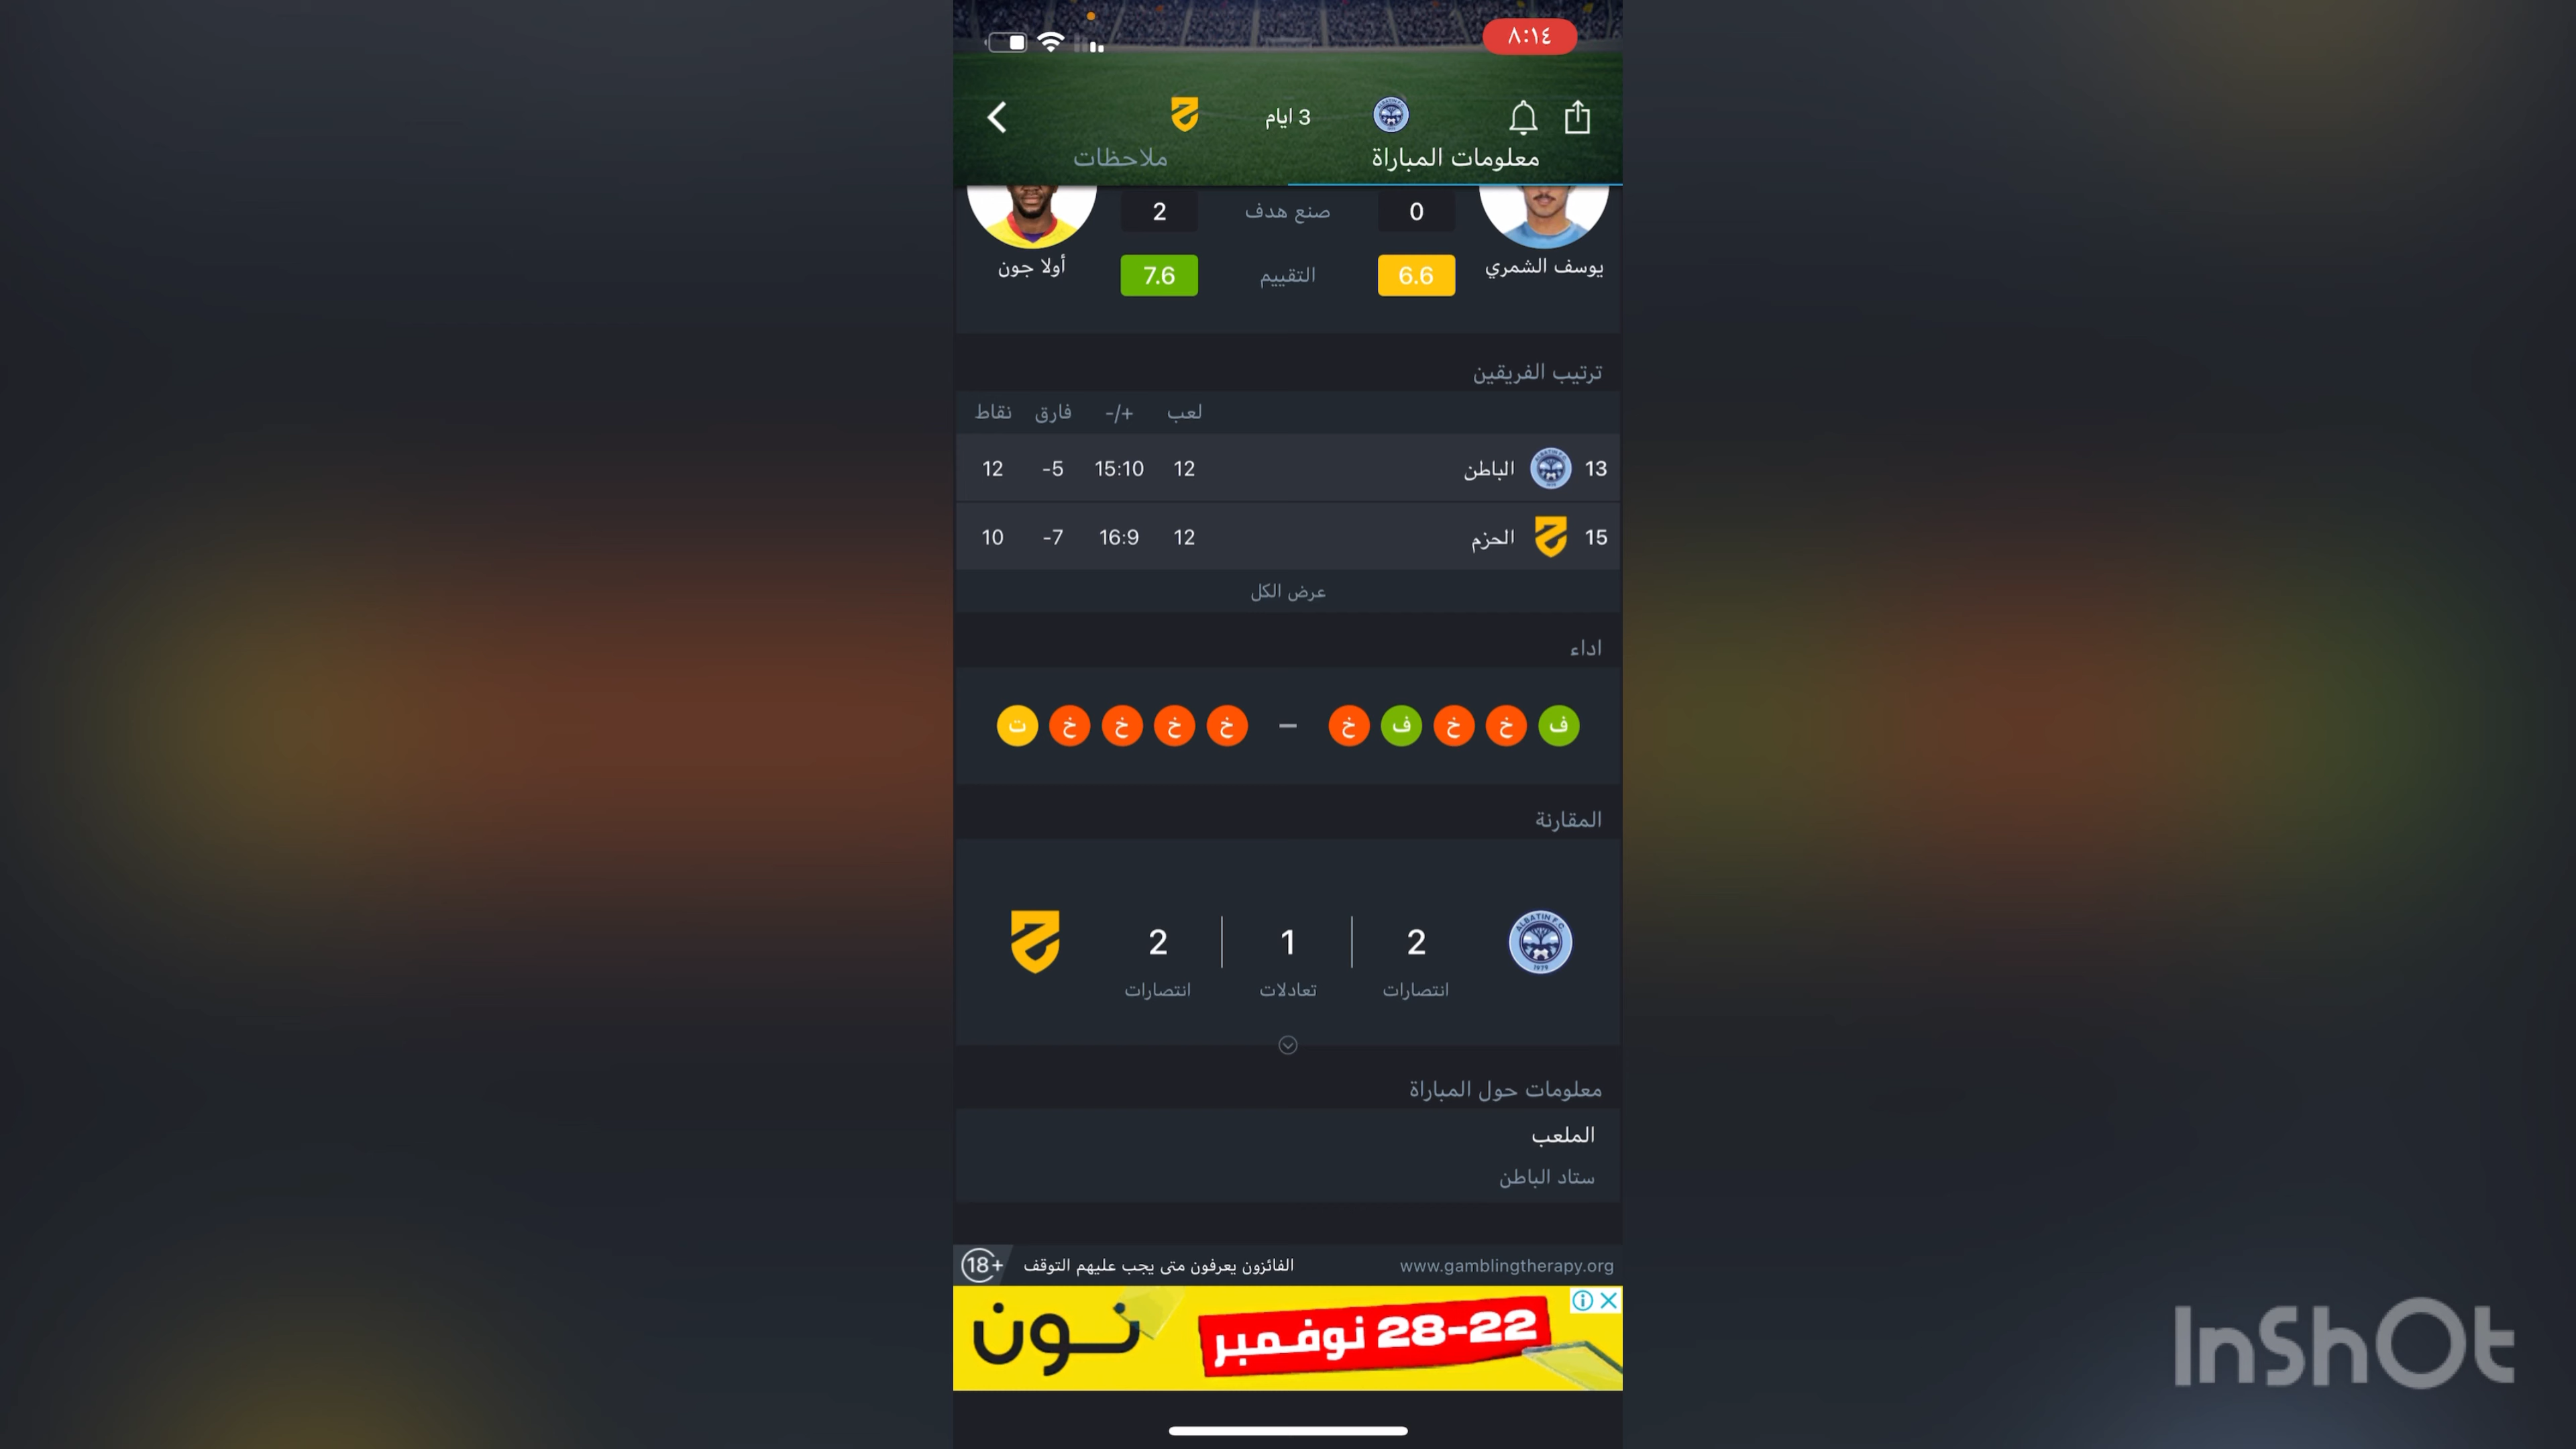 ٨:١٤
3 ايام
معلومات المباراة
ملاحظات
0 صنع هدف 2
يوسف الشمري
6.6 التقييم 7.6
أولا جون
ترتيب الفريقين
لعب +/- فارق نقاط
13 الباطن 12 15:10 -5 12
15 الحزم 12 16:9 -7 10
عرض الكل
اداء
ف خ خ ف خ - خ خ خ خ ت
المقارنة
ALBATIN F.C
1979
2 1 2
انتصارات تعادلات انتصارات
معلومات حول المباراة
الملعب
ستاد الباطن
www.gamblingtherapy.org
الفائزون يعرفون متى يجب عليهم التوقف
18+
22-28 نوفمبر
نون
InShOt